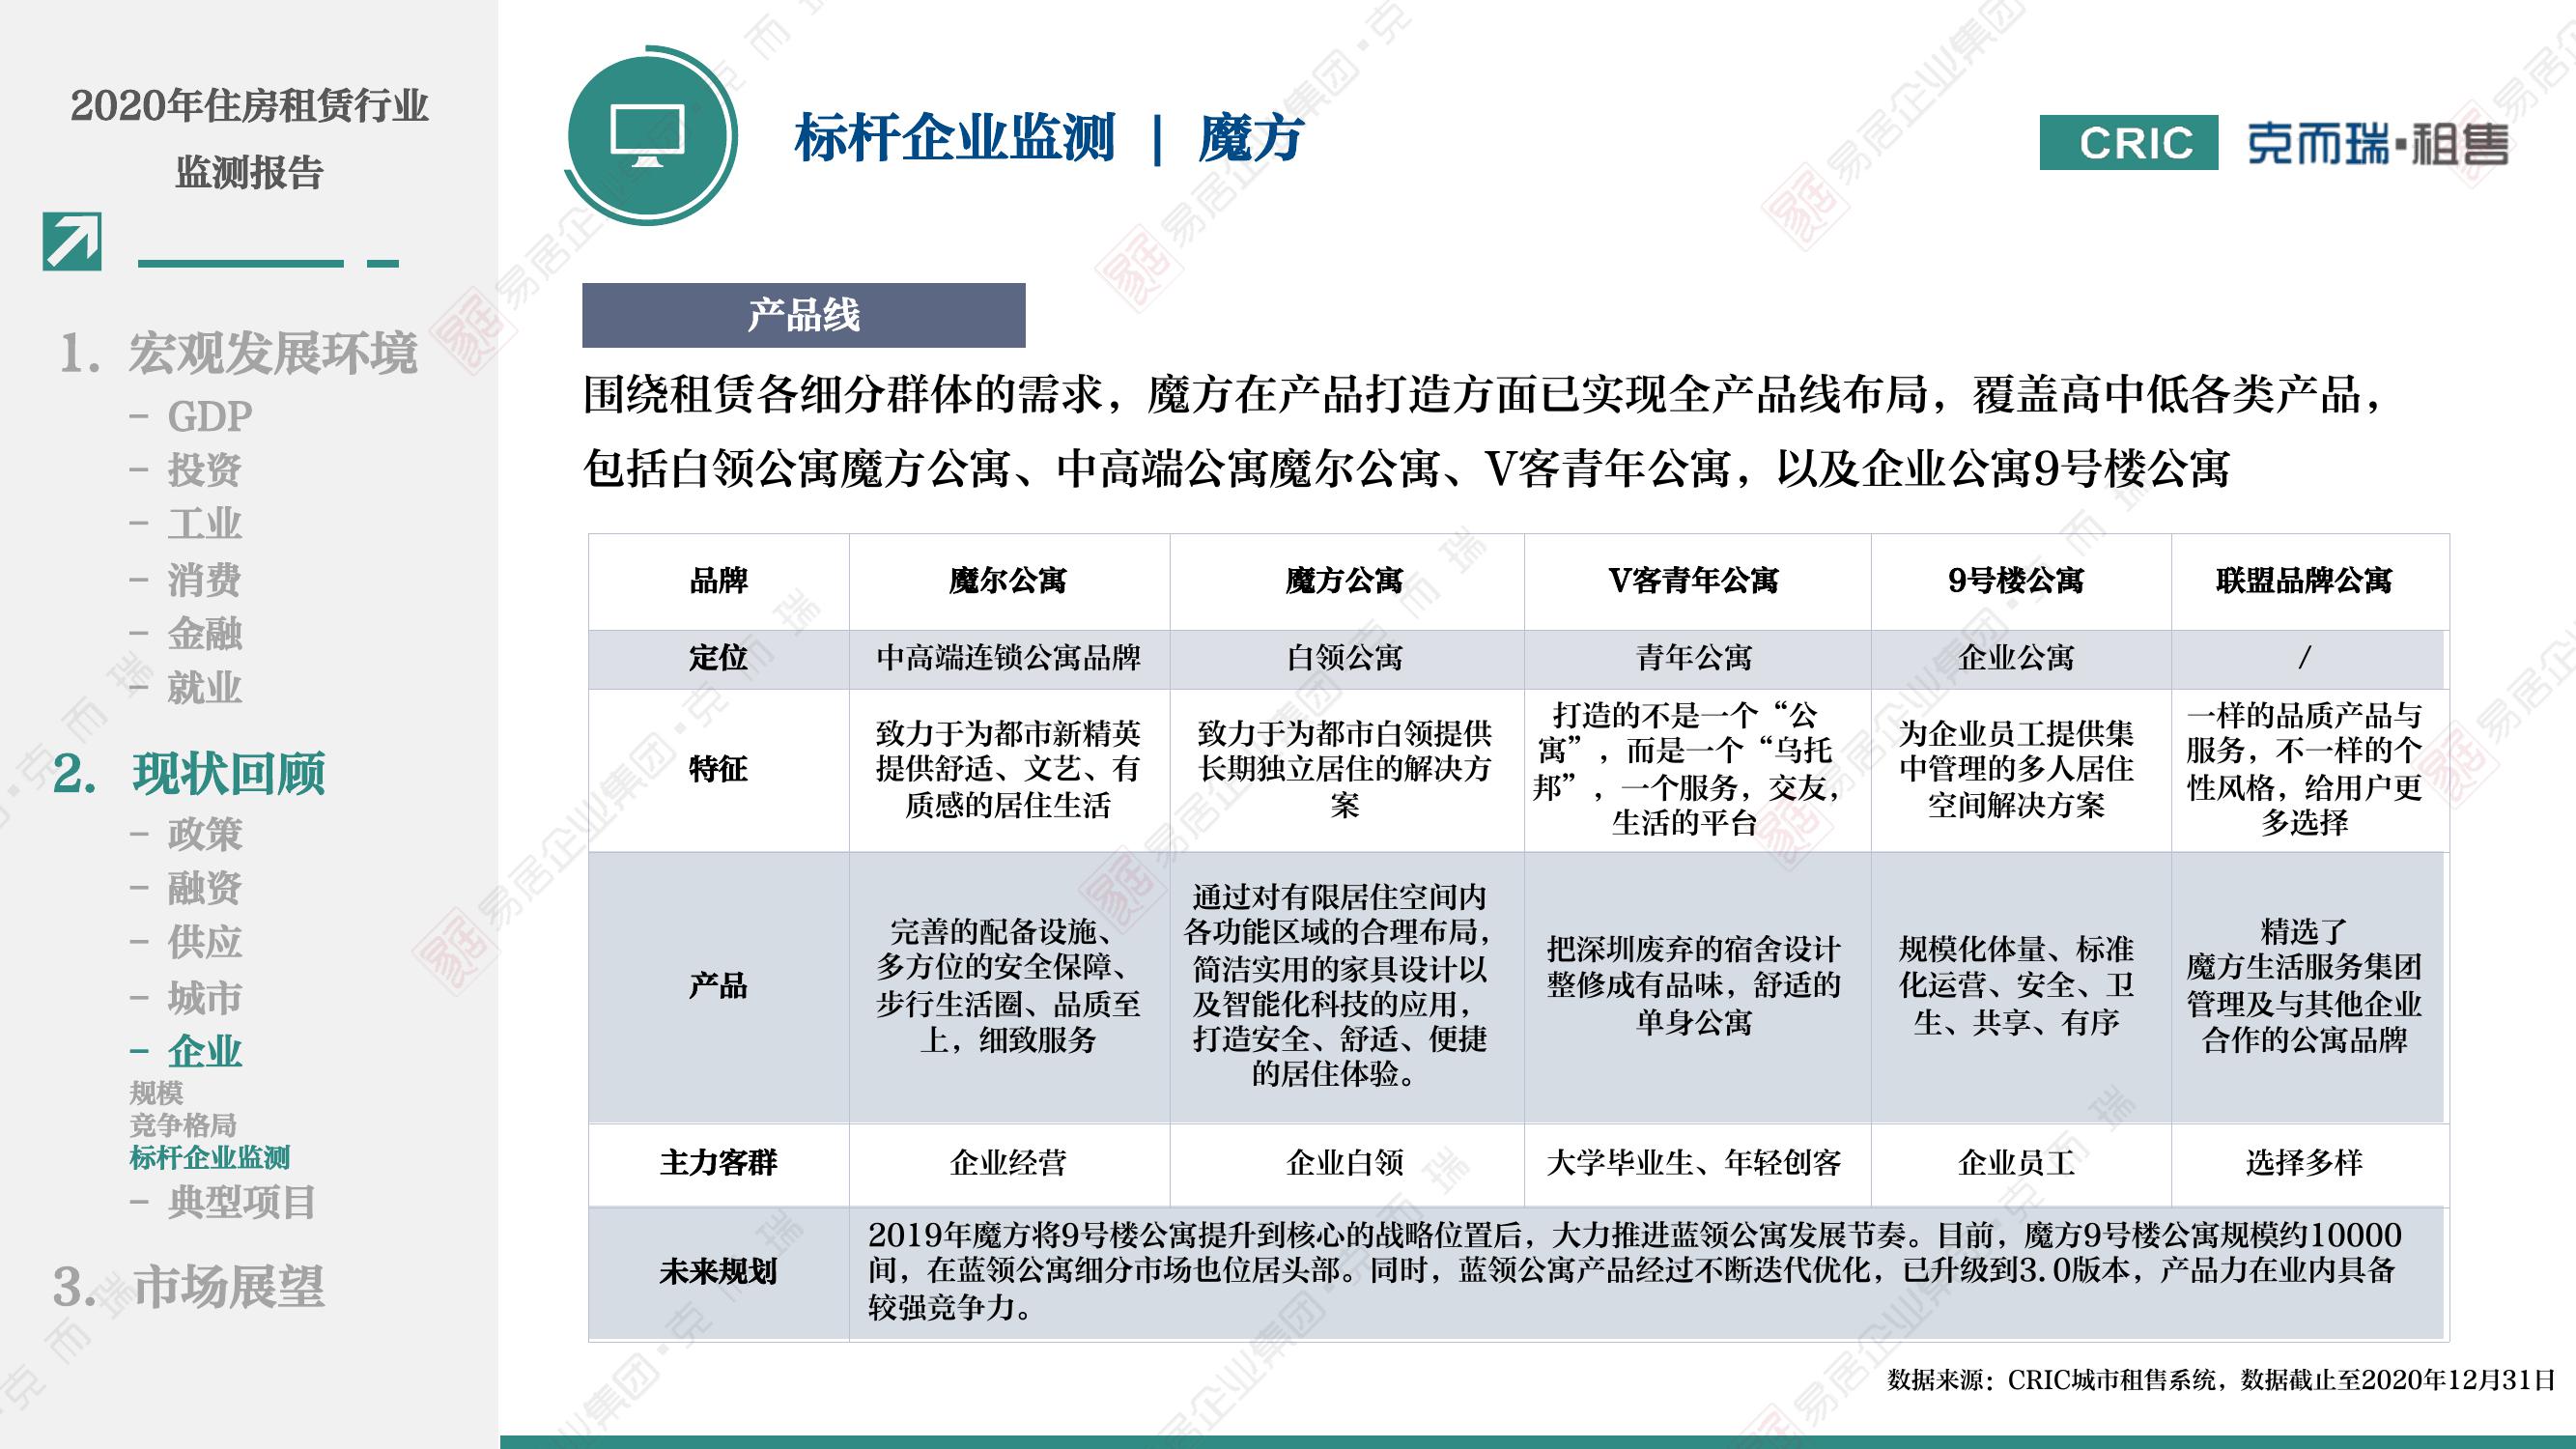 2020年住房租赁行业
监测报告
1. 宏观发展环境
– GDP
– 投资
– 工业
– 消费
– 金融
– 就业
2. 现状回顾
– 政策
– 融资
– 供应
– 城市
– 企业
规模
竞争格局
标杆企业监测
– 典型项目
3. 市场展望
标杆企业监测 | 魔方
CRIC 克而瑞·租售
产品线
围绕租赁各细分群体的需求，魔方在产品打造方面已实现全产品线布局，覆盖高中低各类产品，
包括白领公寓魔方公寓、中高端公寓魔尔公寓、V客青年公寓，以及企业公寓9号楼公寓
品牌 魔尔公寓 魔方公寓 V客青年公寓 9号楼公寓 联盟品牌公寓
定位 中高端连锁公寓品牌 白领公寓 青年公寓 企业公寓 /
特征
致力于为都市新精英
提供舒适、文艺、有
质感的居住生活
致力于为都市白领提供
长期独立居住的解决方
案
打造的不是一个“公
寓”，而是一个“乌托
邦”，一个服务，交友，
生活的平台
为企业员工提供集
中管理的多人居住
空间解决方案
一样的品质产品与
服务，不一样的个
性风格，给用户更
多选择
产品
完善的配备设施、
多方位的安全保障、
步行生活圈、品质至
上，细致服务
通过对有限居住空间内
各功能区域的合理布局，
简洁实用的家具设计以
及智能化科技的应用，
打造安全、舒适、便捷
的居住体验。
把深圳废弃的宿舍设计
整修成有品味，舒适的
单身公寓
规模化体量、标准
化运营、安全、卫
生、共享、有序
精选了
魔方生活服务集团
管理及与其他企业
合作的公寓品牌
主力客群 企业经营 企业白领 大学毕业生、年轻创客 企业员工 选择多样
未来规划
2019年魔方将9号楼公寓提升到核心的战略位置后，大力推进蓝领公寓发展节奏。目前，魔方9号楼公寓规模约10000
间，在蓝领公寓细分市场也位居头部。同时，蓝领公寓产品经过不断迭代优化，已升级到3.0版本，产品力在业内具备
较强竞争力。
数据来源：CRIC城市租售系统，数据截止至2020年12月31日
易居企业集团·克而瑞